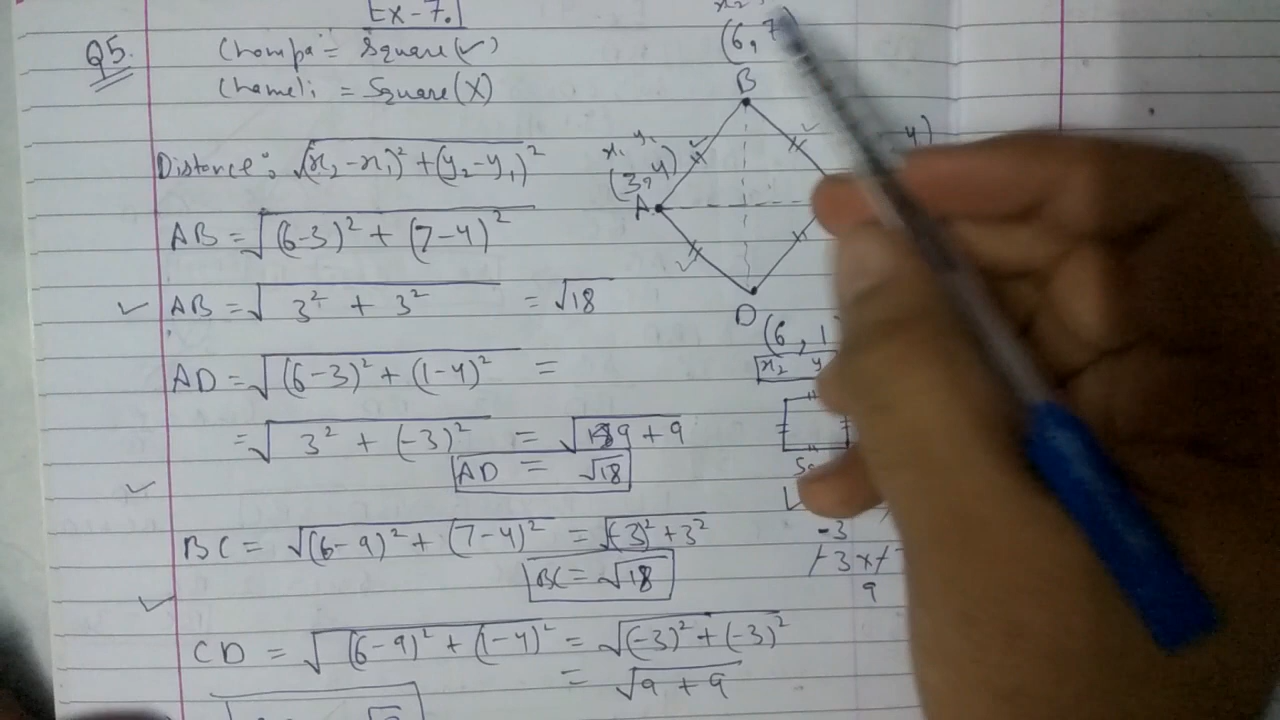 Ex-7.
Q5. Champa = Square(✓)
Chameli = Square(X)
Distance: √(x₂-x₁)² + (y₂-y₁)²
AB = √(6-3)² + (7-4)²
✓ AB = √3² + 3² = √18
AD = √(6-3)² + (1-4)² =
= √3² + (-3)² = √9 + 9
AD = √18
✓
BC = √(6-9)² + (7-4)² = √(-3)² + 3²
BC = √18
✓
CD = √(6-9)² + (1-4)² = √(-3)² + (-3)²
= √9 + 9
x₂
(6, 7
B
x₁ y₁
(3, 4)
4)
A
D
(6, 1
x₂ y
-3
9